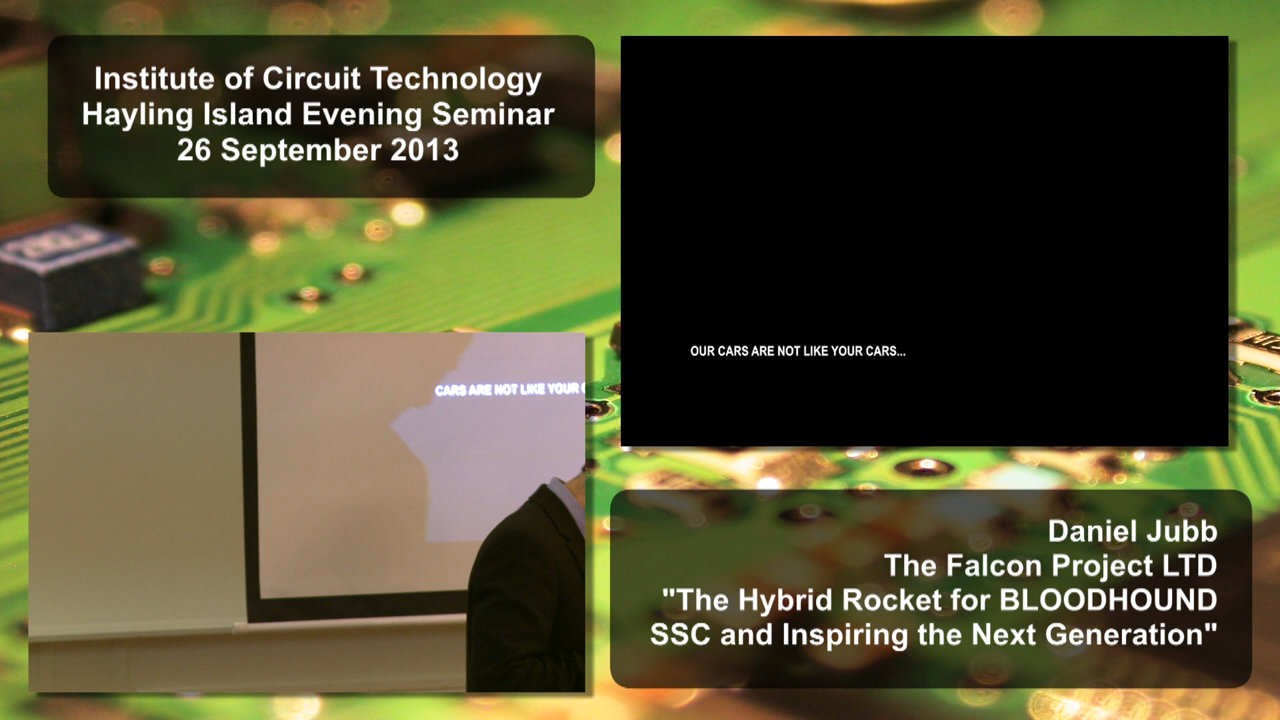 Institute of Circuit Technology
Hayling Island Evening Seminar
26 September 2013
OUR CARS ARE NOT LIKE YOUR CARS...
CARS ARE NOT LIKE YOUR
Daniel Jubb
The Falcon Project LTD
"The Hybrid Rocket for BLOODHOUND
SSC and Inspiring the Next Generation"